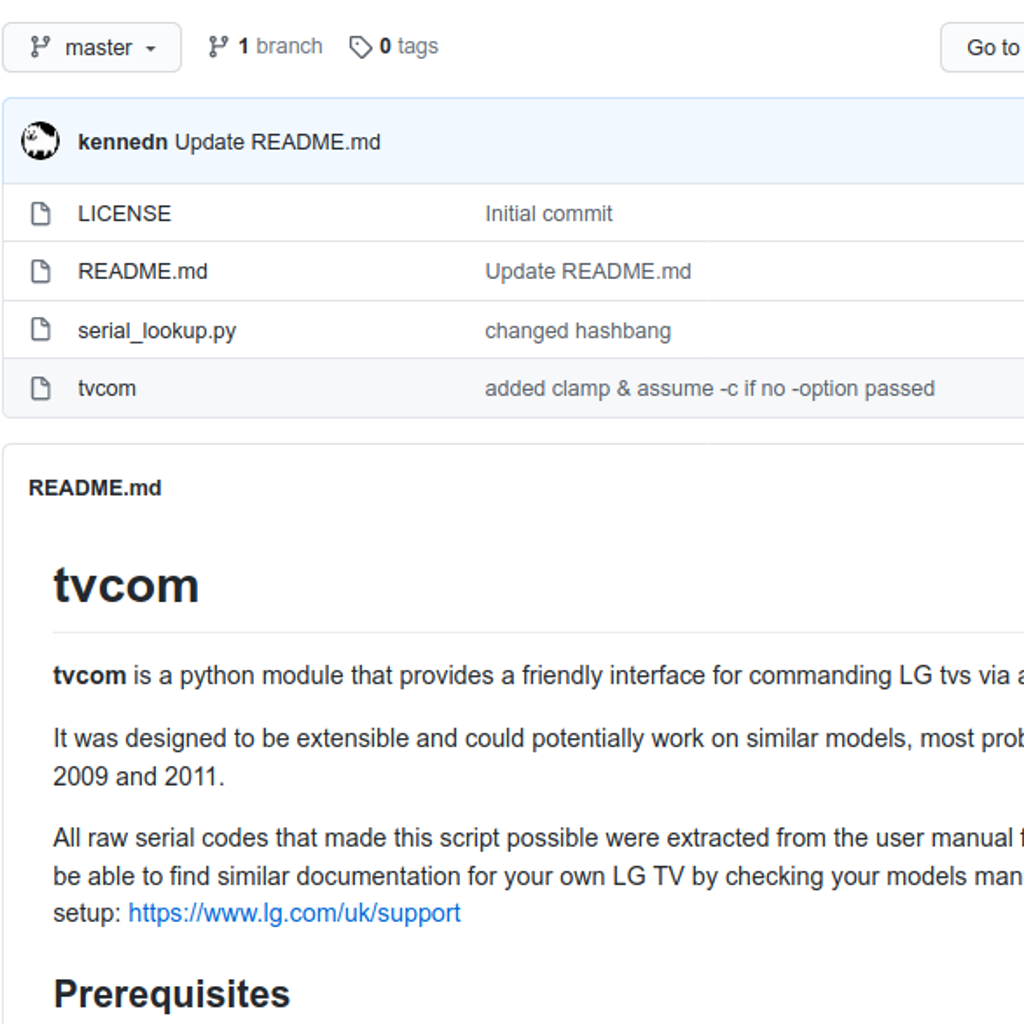 master 1 branch 0 tags Go to
kennedn Update README.md
LICENSE Initial commit
README.md Update README.md
serial_lookup.py changed hashbang
tvcom added clamp & assume -c if no -option passed
README.md
tvcom
tvcom is a python module that provides a friendly interface for commanding LG tvs via
It was designed to be extensible and could potentially work on similar models, most
2009 and 2011.
All raw serial codes that made this script possible were extracted from the user manual
be able to find similar documentation for your own LG TV by checking your models
setup: https://www.lg.com/uk/support
Prerequisites